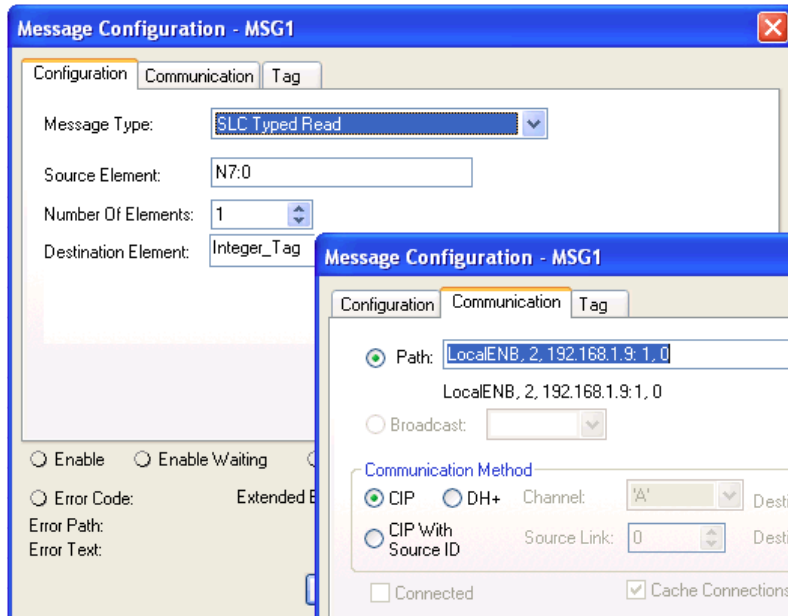 Message Configuration - MSG1
Configuration Communication Tag
Message Type: SLC Typed Read
Source Element: N7:0
Number Of Elements: 1
Destination Element: Integer_Tag
Enable Enable Waiting
Error Code: Extended E
Error Path:
Error Text:
Message Configuration - MSG1
Configuration Communication Tag
Path: LocalENB, 2, 192.168.1.9: 1, 0
LocalENB, 2, 192.168.1.9:1, 0
Broadcast:
Communication Method
CIP DH+ Channel: 'A' Desti
CIP With Source ID Source Link: 0 Desti
Connected Cache Connections